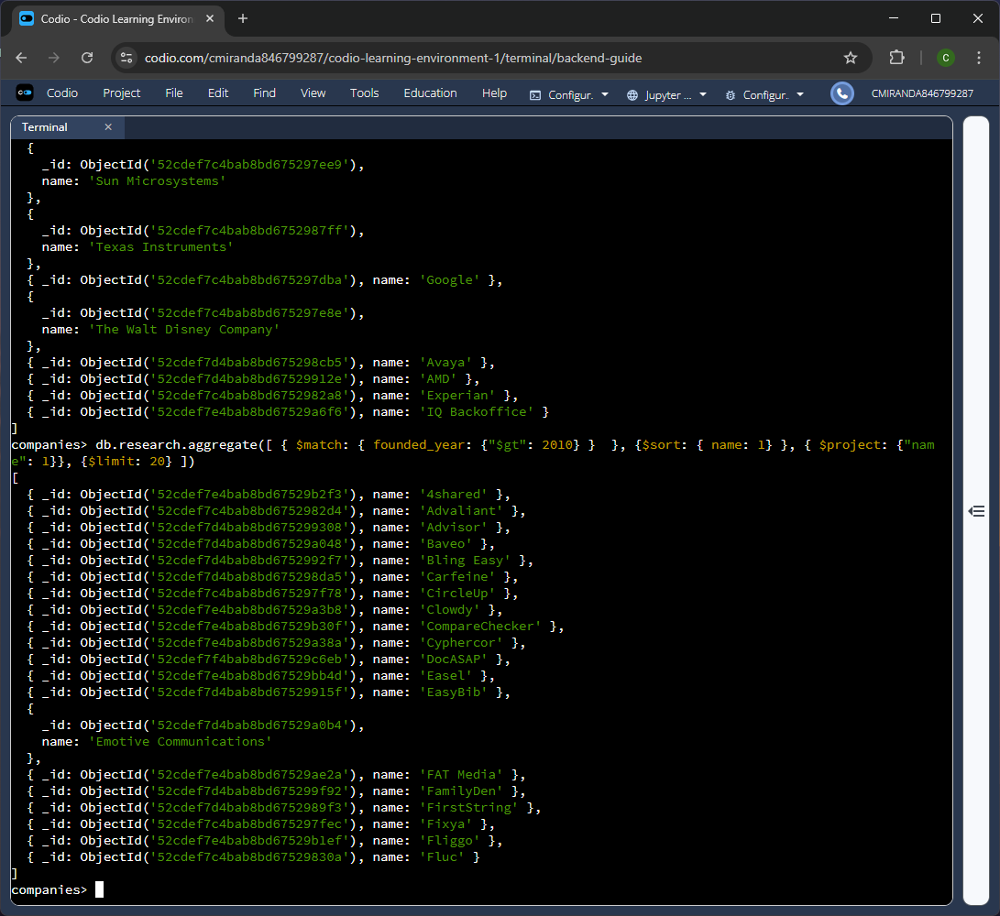 Codio - Codio Learning Environ
codio.com/cmiranda846799287/codio-learning-environment-1/terminal/backend-guide
C
Codio Project File Edit Find View Tools Education Help Configur. Jupyter ... Configur.. CMIRANDA846799287
Terminal
{
_id: ObjectId('52cdef7c4bab8bd675297ee9'),
name: 'Sun Microsystems'
},
{
_id: ObjectId('52cdef7c4bab8bd6752987ff'),
name: 'Texas Instruments'
},
{ _id: ObjectId('52cdef7c4bab8bd675297dba'), name: 'Google' },
{
_id: ObjectId('52cdef7c4bab8bd675297e8e'),
name: 'The Walt Disney Company'
},
{ _id: ObjectId('52cdef7d4bab8bd675298cb5'), name: 'Avaya' },
{ _id: ObjectId('52cdef7d4bab8bd67529912e'), name: 'AMD' },
{ _id: ObjectId('52cdef7c4bab8bd6752982a8'), name: 'Experian' },
{ _id: ObjectId('52cdef7e4bab8bd67529a6f6'), name: 'IQ Backoffice' }
]
companies> db.research.aggregate([ { $match: { founded_year: {"$gt": 2010} }  }, {$sort: { name: 1} }, { $project: {"nam
e": 1}}, {$limit: 20} ])
[
{ _id: ObjectId('52cdef7e4bab8bd67529b2f3'), name: '4shared' },
{ _id: ObjectId('52cdef7c4bab8bd6752982d4'), name: 'Advaliant' },
{ _id: ObjectId('52cdef7d4bab8bd675299308'), name: 'Advisor' },
{ _id: ObjectId('52cdef7d4bab8bd67529a048'), name: 'Baveo' },
{ _id: ObjectId('52cdef7d4bab8bd6752992f7'), name: 'Bling Easy' },
{ _id: ObjectId('52cdef7d4bab8bd675298da5'), name: 'Carfeine' },
{ _id: ObjectId('52cdef7c4bab8bd675297f78'), name: 'CircleUp' },
{ _id: ObjectId('52cdef7e4bab8bd67529a3b8'), name: 'Clowdy' },
{ _id: ObjectId('52cdef7e4bab8bd67529b30f'), name: 'CompareChecker' },
{ _id: ObjectId('52cdef7e4bab8bd67529a38a'), name: 'Cyphercor' },
{ _id: ObjectId('52cdef7f4bab8bd67529c6eb'), name: 'DocASAP' },
{ _id: ObjectId('52cdef7e4bab8bd67529bb4d'), name: 'Easel' },
{ _id: ObjectId('52cdef7d4bab8bd67529915f'), name: 'EasyBib' },
{
_id: ObjectId('52cdef7d4bab8bd67529a0b4'),
name: 'Emotive Communications'
},
{ _id: ObjectId('52cdef7e4bab8bd67529ae2a'), name: 'FAT Media' },
{ _id: ObjectId('52cdef7d4bab8bd675299f92'), name: 'FamilyDen' },
{ _id: ObjectId('52cdef7c4bab8bd6752989f3'), name: 'FirstString' },
{ _id: ObjectId('52cdef7c4bab8bd675297fec'), name: 'Fixya' },
{ _id: ObjectId('52cdef7e4bab8bd67529b1ef'), name: 'Fliggo' },
{ _id: ObjectId('52cdef7c4bab8bd67529830a'), name: 'Fluc' }
]
companies>